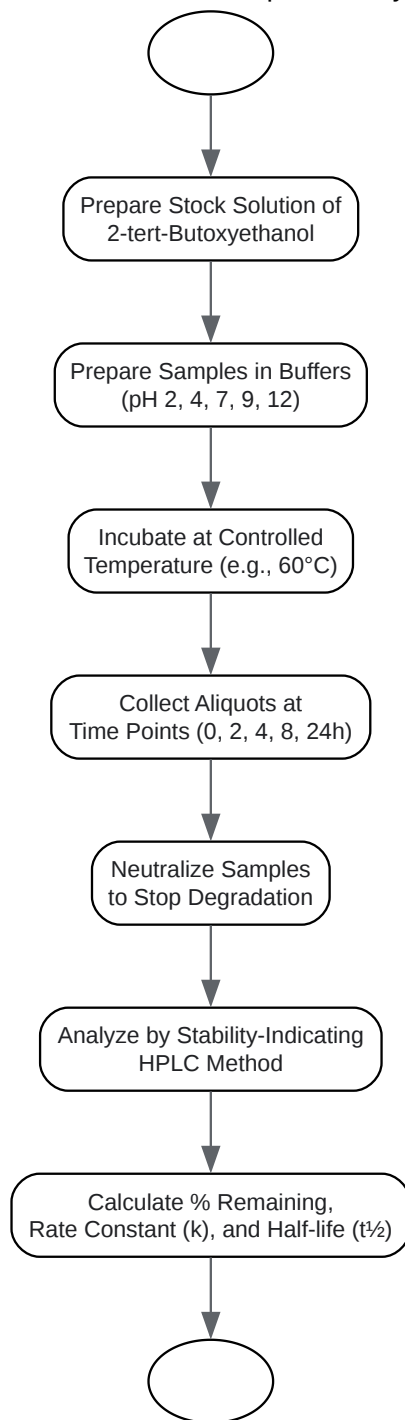 Prepare Stock Solution of
2-tert-Butoxyethanol
Prepare Samples in Buffers
(pH 2, 4, 7, 9, 12)
Incubate at Controlled
Temperature (e.g., 60°C)
Collect Aliquots at
Time Points (0, 2, 4, 8, 24h)
Neutralize Samples
to Stop Degradation
Analyze by Stability-Indicating
HPLC Method
Calculate % Remaining,
Rate Constant (k), and Half-life (t½)